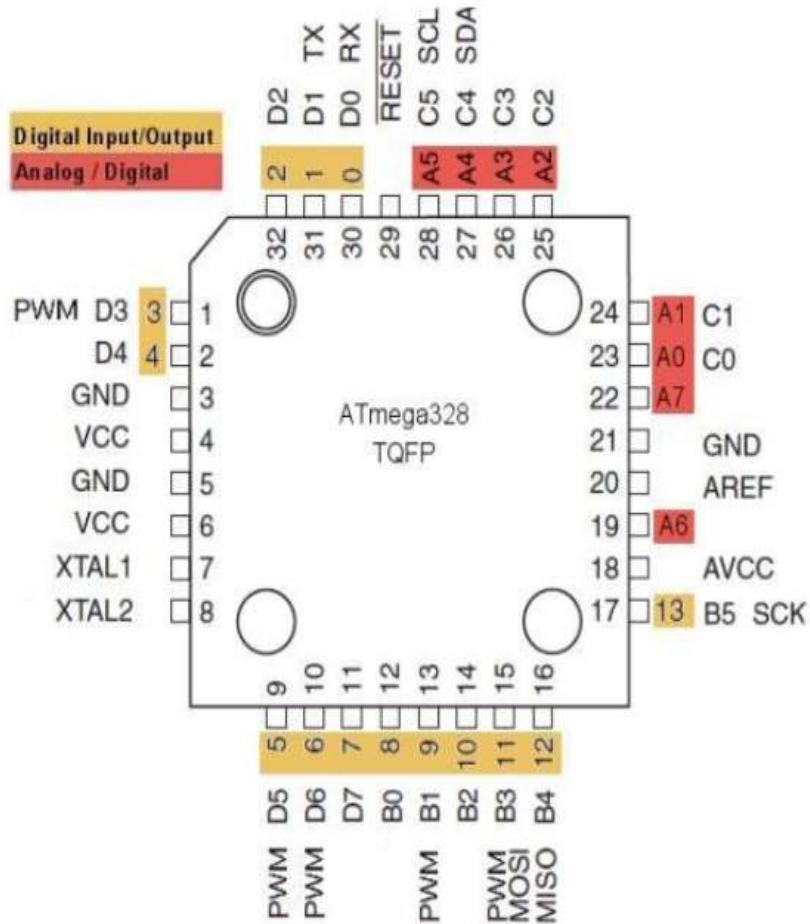 Digital Input/Output
Analog / Digital
D2
D1 TX
D0 RX
RESET
C5 SCL
C4 SDA
C3
C2
2
1
0
A5
A4
A3
A2
32
31
30
29
28
27
26
25
PWM D3 3 1
D4 4 2
GND 3
VCC 4
GND 5
VCC 6
XTAL1 7
XTAL2 8
ATmega328
TQFP
24 A1 C1
23 A0 C0
22 A7
21 GND
20 AREF
19 A6
18 AVCC
17 13 B5 SCK
9
10
11
12
13
14
15
16
5
6
7
8
9
10
11
12
PWM D5
PWM D6
D7
B0
PWM B1
B2
PWM B3
MOSI
MISO B4